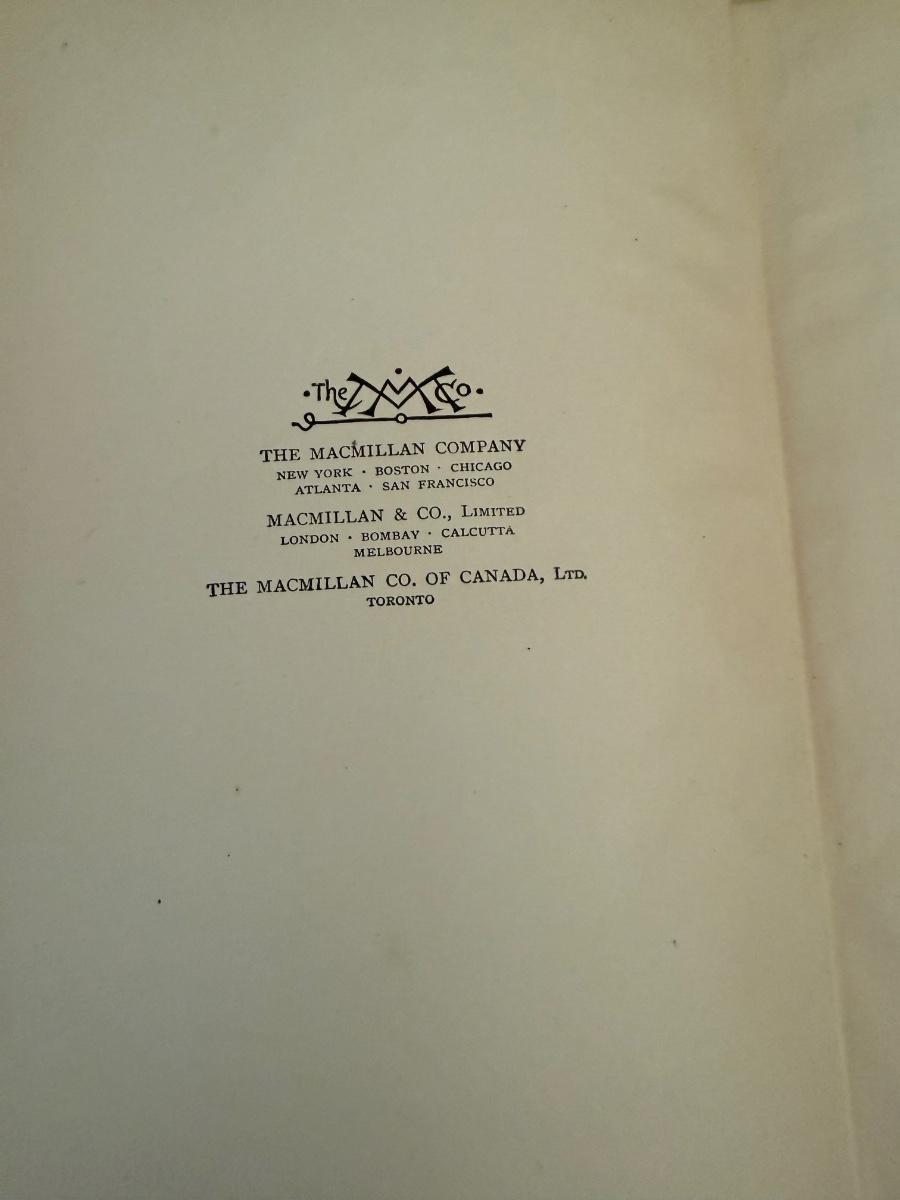 The MM Co.
THE MACMILLAN COMPANY
NEW YORK · BOSTON · CHICAGO
ATLANTA · SAN FRANCISCO
MACMILLAN & CO., LIMITED
LONDON · BOMBAY · CALCUTTA
MELBOURNE
THE MACMILLAN CO. OF CANADA, LTD.
TORONTO